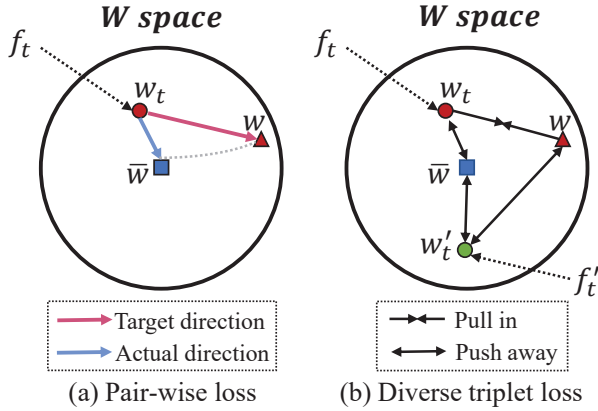 W space
f_t
w_t
w
w̅
Target direction
Actual direction
(a) Pair-wise loss
W space
f_t
w_t
w
w̅
w'_t
f'_t
Pull in
Push away
(b) Diverse triplet loss